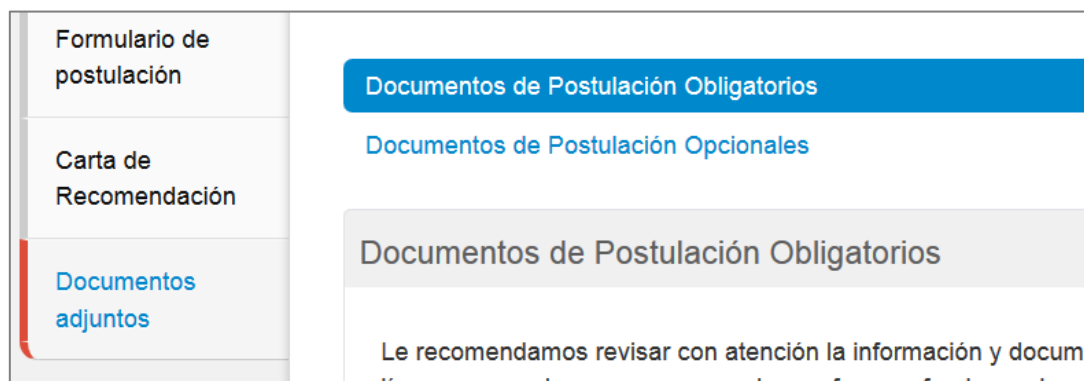 Formulario de
postulación
Carta de
Recomendación
Documentos
adjuntos
Documentos de Postulación Obligatorios
Documentos de Postulación Opcionales
Documentos de Postulación Obligatorios
Le recomendamos revisar con atención la información y docum